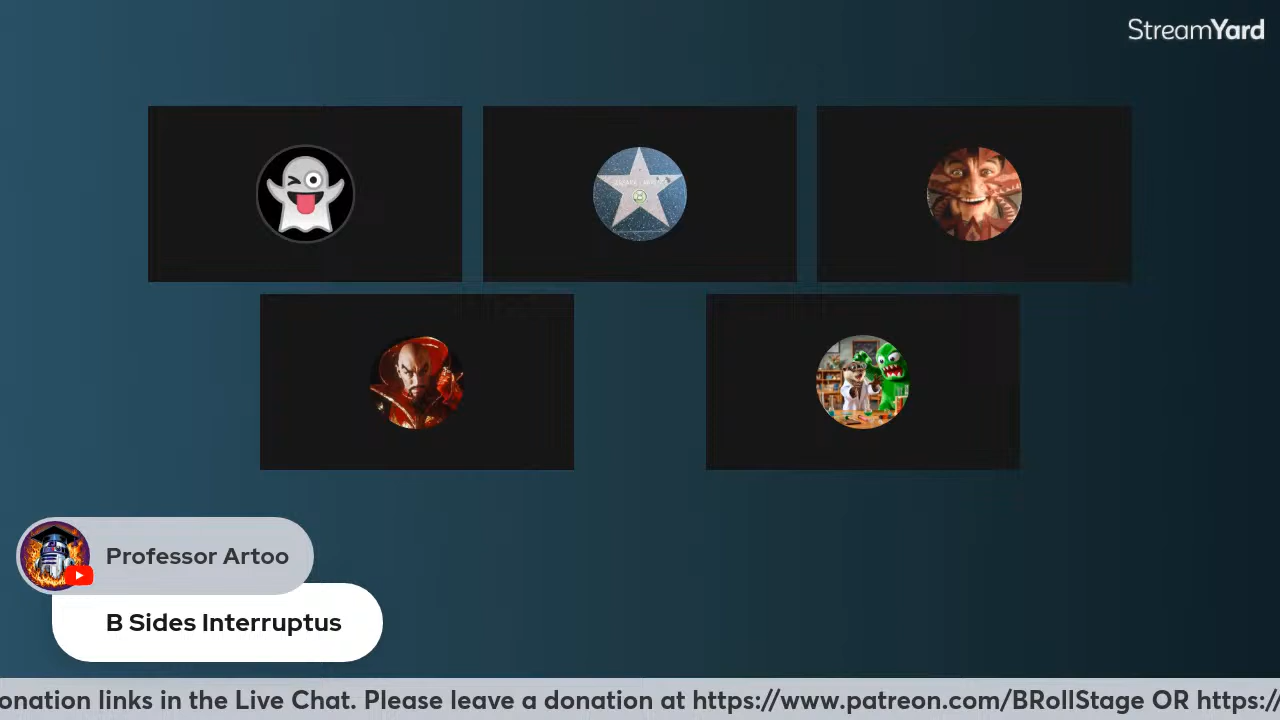 StreamYard
Professor Artoo
B Sides Interruptus
onation links in the Live Chat. Please leave a donation at https://www.patreon.com/BRollStage OR https://